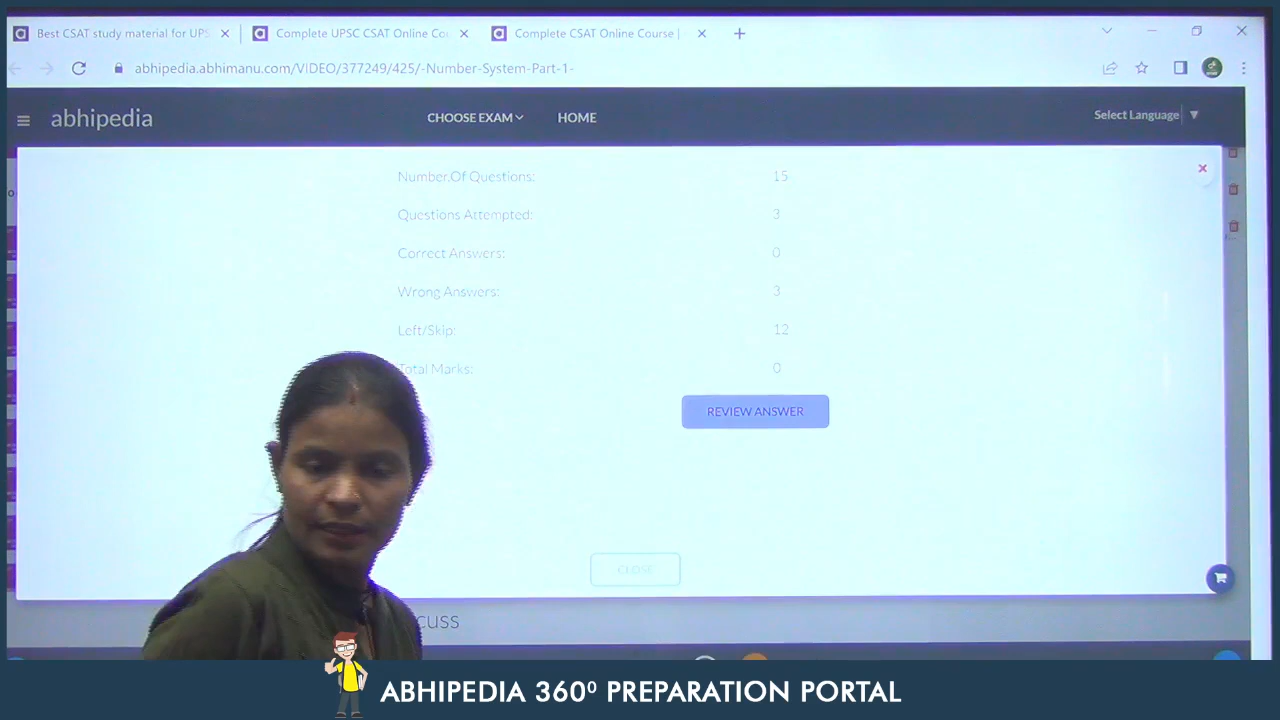 Best CSAT study material for UPS
Complete UPSC CSAT Online Co
Complete CSAT Online Course |
abhipedia.abhimanu.com/VIDEO/377249/425/-Number-System-Part-1-
abhipedia
CHOOSE EXAM
HOME
Select Language
Number.Of Questions: 15
Questions Attempted: 3
Correct Answers: 0
Wrong Answers: 3
Left/Skip: 12
Total Marks: 0
REVIEW ANSWER
CLOSE
cuss
ABHIPEDIA 360⁰ PREPARATION PORTAL